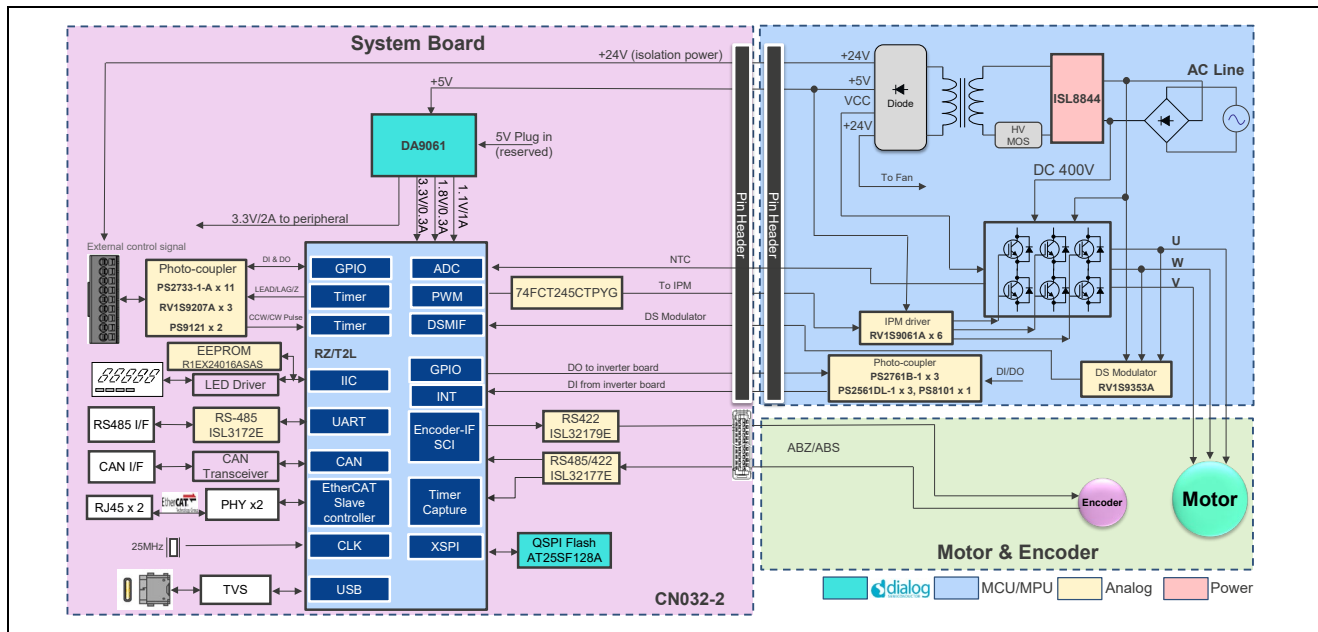 System Board
+24V (isolation power)
+5V
DA9061
5V Plug in
(reserved)
3.3V/0.3A
1.8V/0.3A
1.1V/1A
3.3V/2A to peripheral
External control signal
Photo-coupler
PS2733-1-A x 11
RV1S9207A x 3
PS9121 x 2
DI & DO
LEAD/LAG/Z
CCW/CW Pulse
EEPROM
R1EX24016ASAS
LED Driver
RS485 I/F
RS-485
ISL3172E
CAN I/F
CAN
Transceiver
RJ45 x 2
EtherCAT
PHY x2
25MHz
TVS
GPIO
Timer
Timer
RZ/T2L
IIC
UART
CAN
EtherCAT
Slave
controller
CLK
USB
ADC
PWM
DSMIF
GPIO
INT
Encoder-IF
SCI
Timer
Capture
XSPI
74FCT245CTPYG
NTC
To IPM
DS Modulator
DO to inverter board
DI from inverter board
RS422
ISL32179E
RS485/422
ISL32177E
QSPI Flash
AT25SF128A
CN032-2
Pin Header
Pin Header
+24V
+5V
VCC
+24V
Diode
To Fan
HV
MOS
ISL8844
AC Line
DC 400V
U
W
V
IPM driver
RV1S9061A x 6
Photo-coupler
PS2761B-1 x 3
PS2561DL-1 x 3, PS8101 x 1
DI/DO
DS Modulator
RV1S9353A
ABZ/ABS
Encoder
Motor
Motor & Encoder
dialog
MCU/MPU
Analog
Power